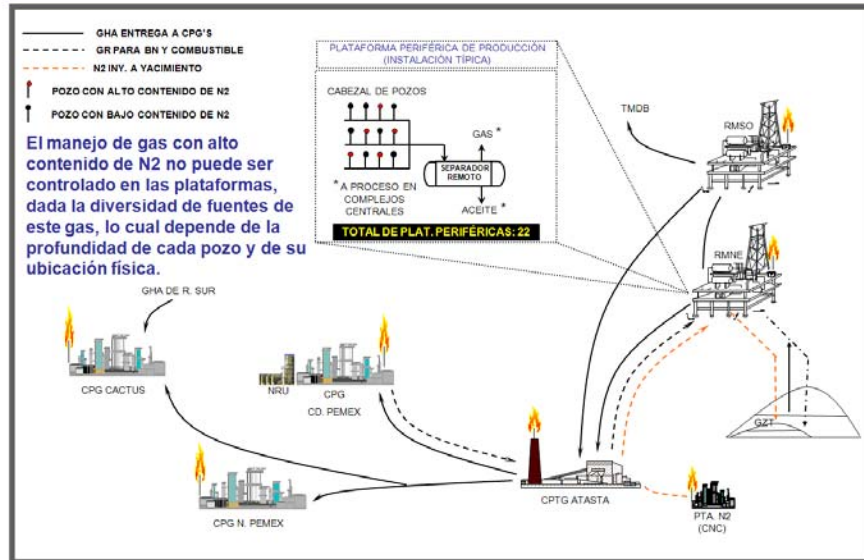 GHA ENTREGA A CPG'S
GR PARA BN Y COMBUSTIBLE
N2 INY. A YACIMIENTO
POZO CON ALTO CONTENIDO DE N2
POZO CON BAJO CONTENIDO DE N2
El manejo de gas con alto
contenido de N2 no puede ser
controlado en las plataformas,
dada la diversidad de fuentes de
este gas, lo cual depende de la
profundidad de cada pozo y de su
ubicación física.
PLATAFORMA PERIFÉRICA DE PRODUCCIÓN
(INSTALACIÓN TÍPICA)
CABEZAL DE POZOS
GAS *
SEPARADOR
REMOTO
* A PROCESO EN
COMPLEJOS
CENTRALES
ACEITE *
TOTAL DE PLAT. PERIFÉRICAS: 22
TMDB
RMSO
RMNE
GHA DE R. SUR
CPG CACTUS
NRU
CPG
CD. PEMEX
GZT
CPG N. PEMEX
CPTG ATASTA
PTA. N2
(CNC)